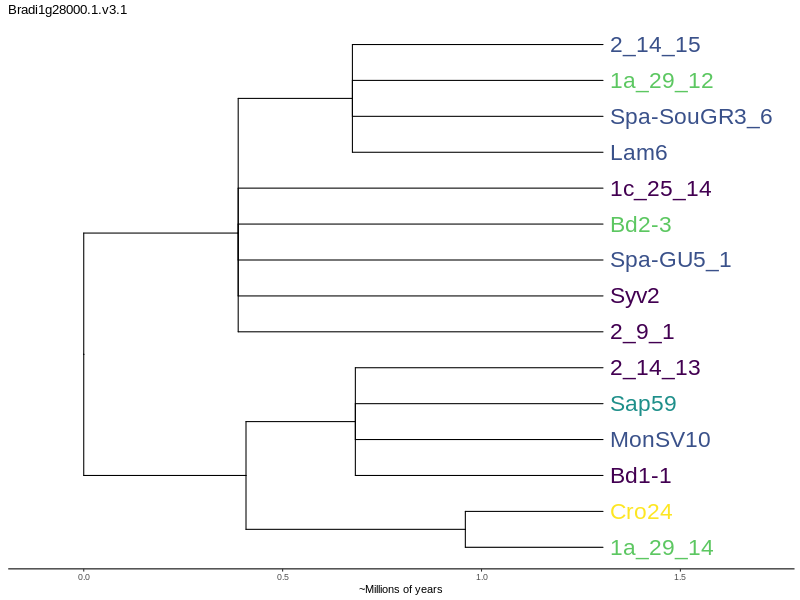 Bradi1g28000.1.v3.1
2_14_15
1a_29_12
Spa-SouGR3_6
Lam6
1c_25_14
Bd2-3
Spa-GU5_1
Syv2
2_9_1
2_14_13
Sap59
MonSV10
Bd1-1
Cro24
1a_29_14
0.0 0.5 1.0 1.5
~Millions of years